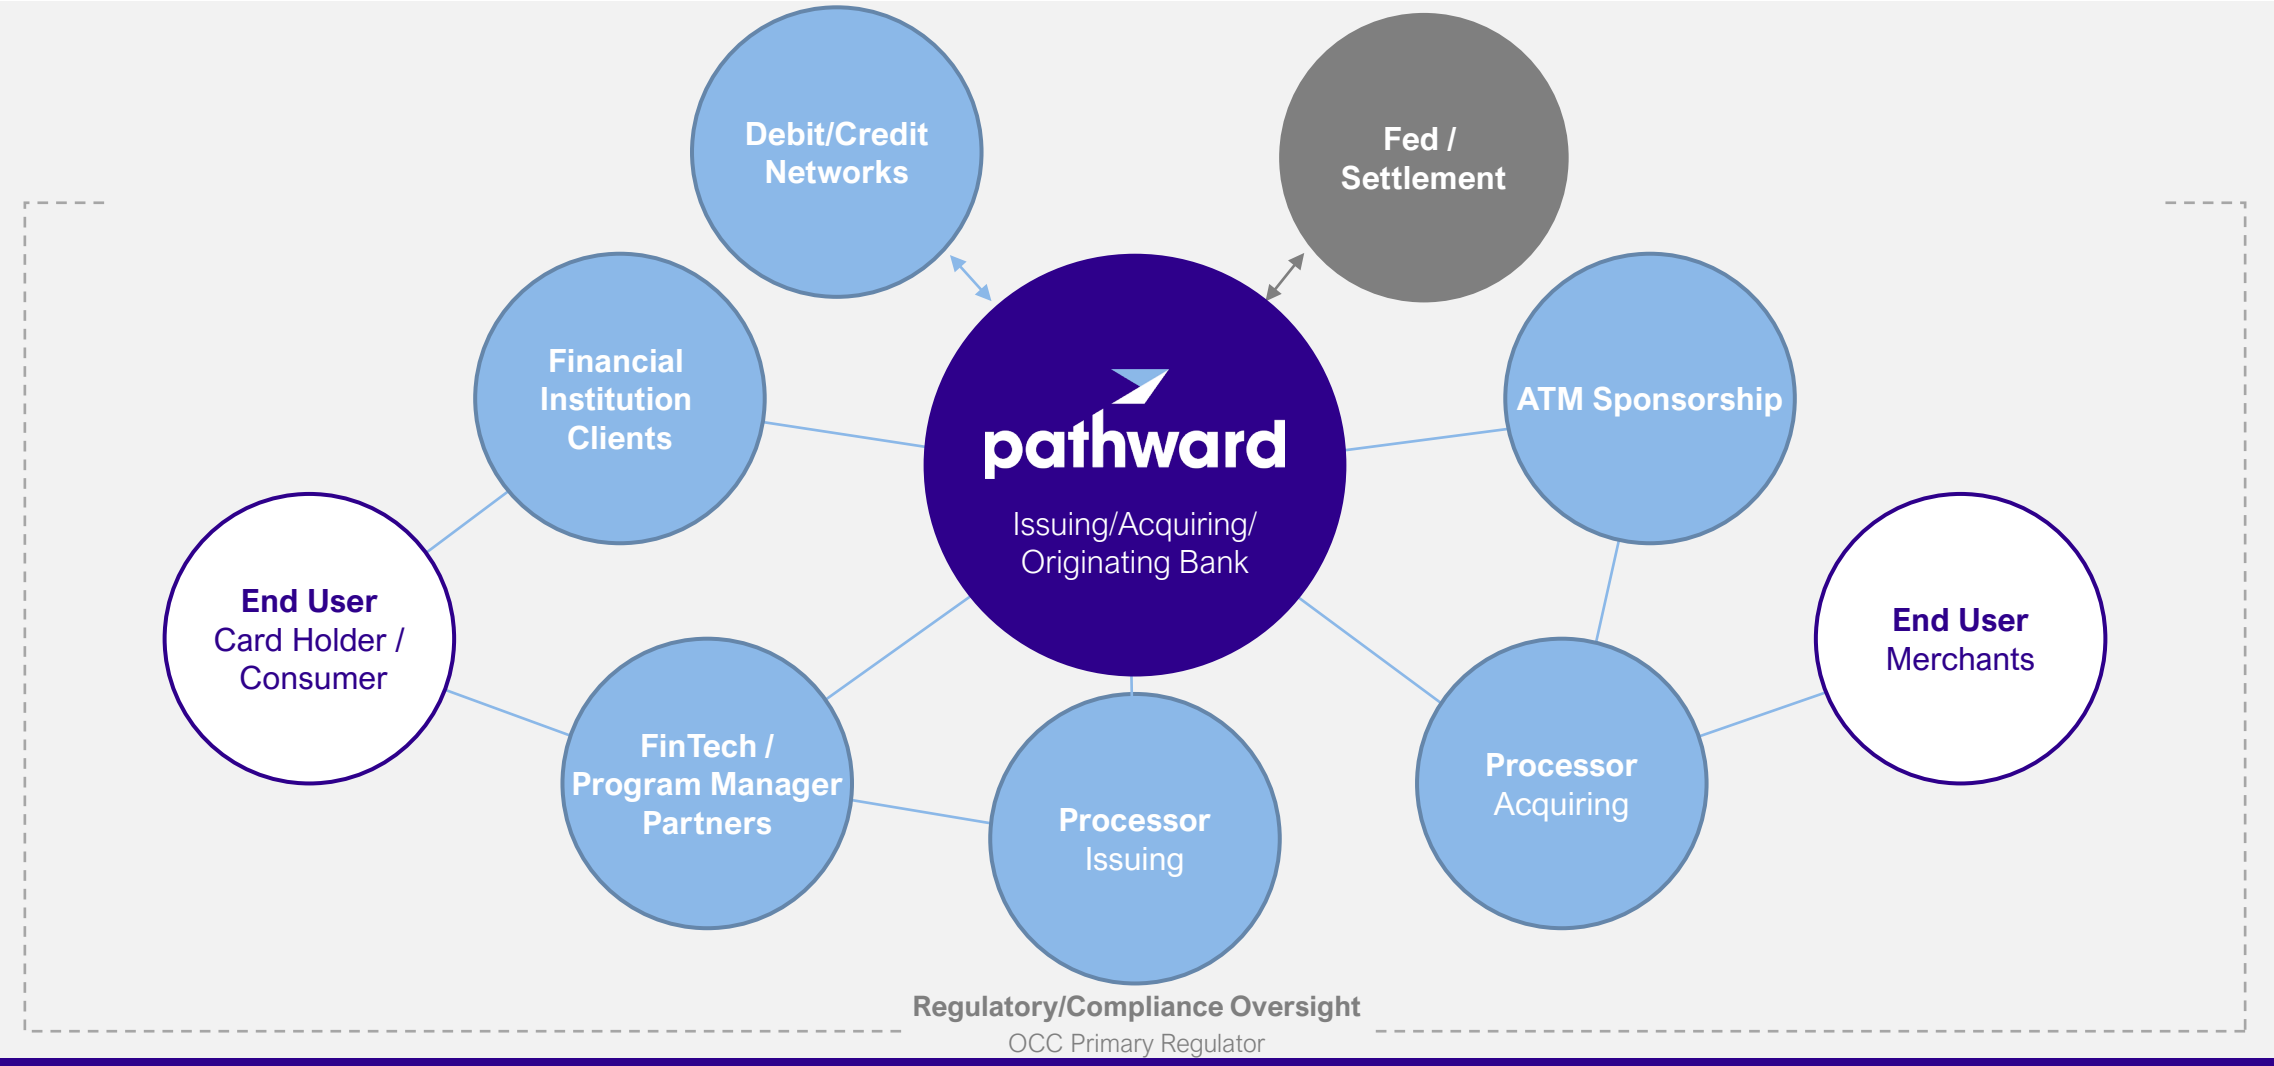 Debit/Credit
Networks
Fed /
Settlement
Financial
Institution
Clients
pathward
Issuing/Acquiring/
Originating Bank
ATM Sponsorship
End User
Card Holder /
Consumer
End User
Merchants
FinTech /
Program Manager
Partners
Processor
Issuing
Processor
Acquiring
Regulatory/Compliance Oversight
OCC Primary Regulator